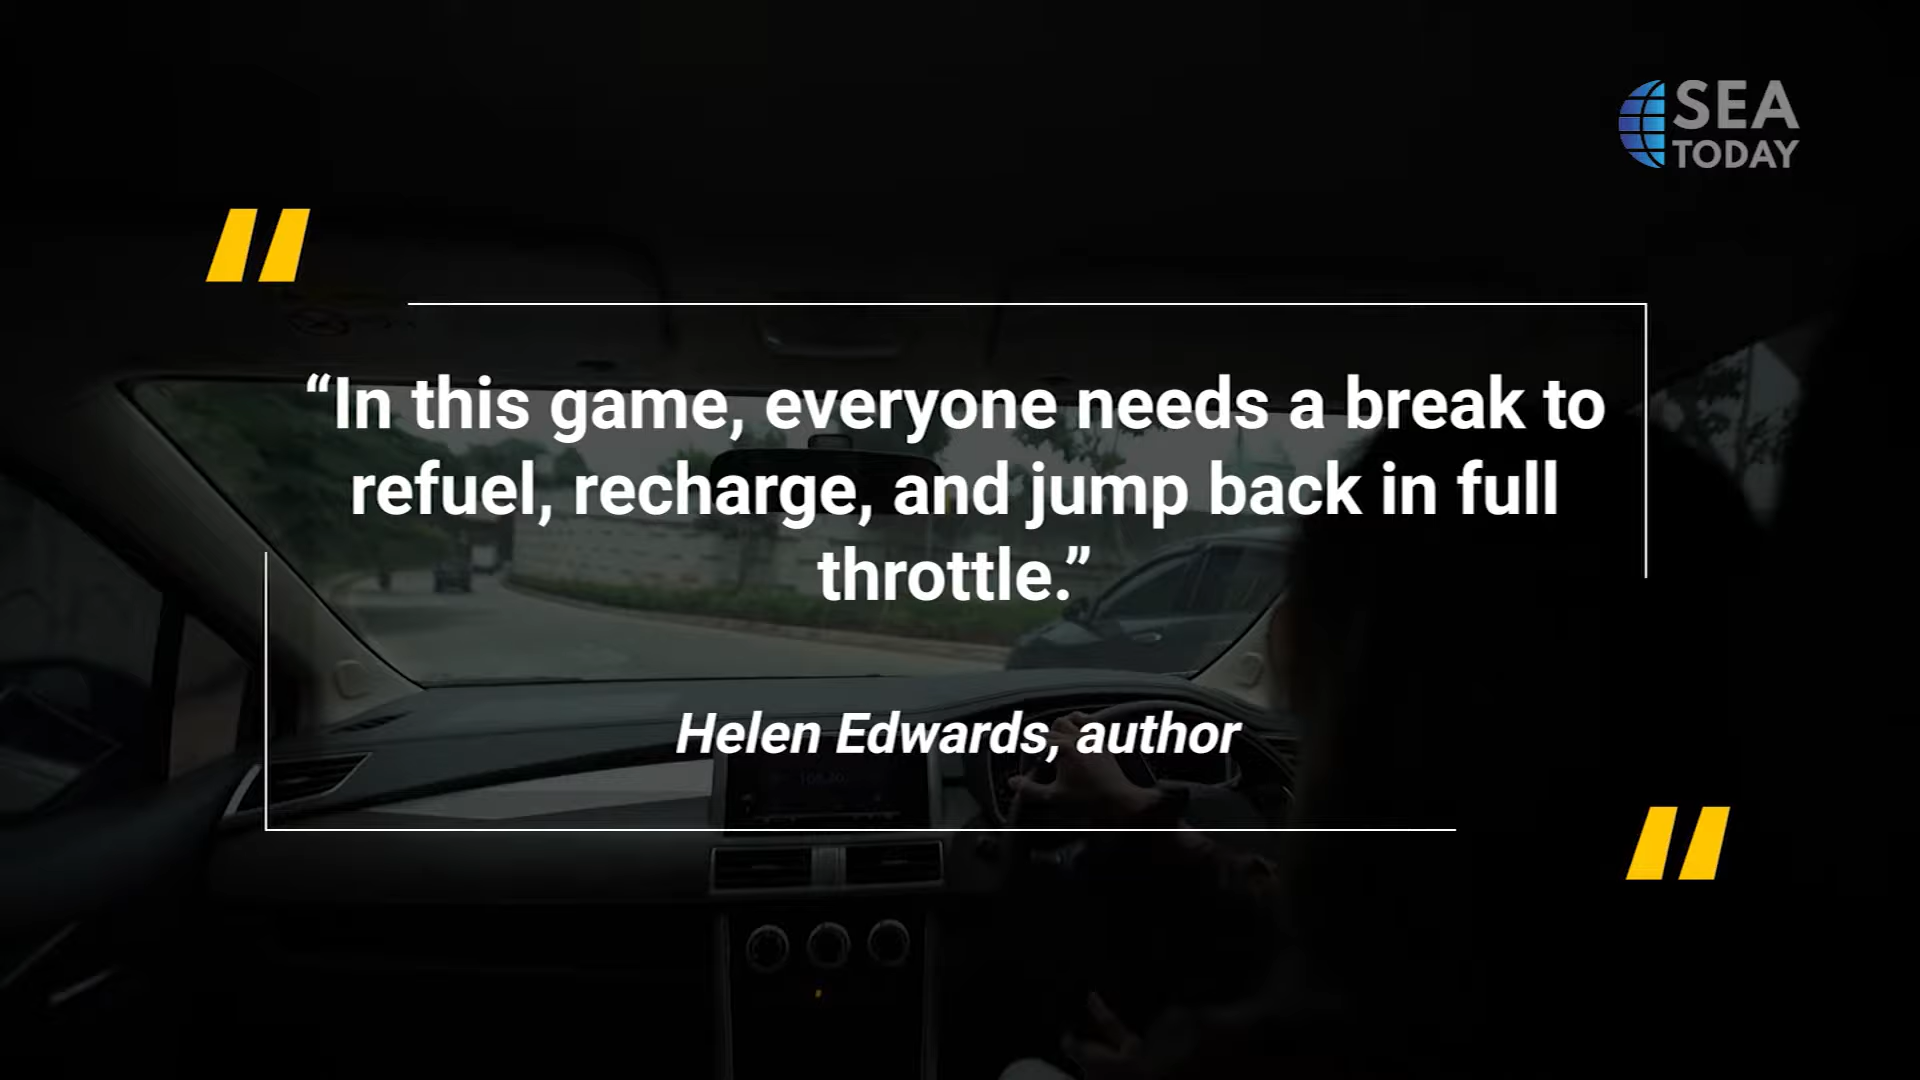 SEA
TODAY
“In this game, everyone needs a break to
refuel, recharge, and jump back in full
throttle.”
Helen Edwards, author